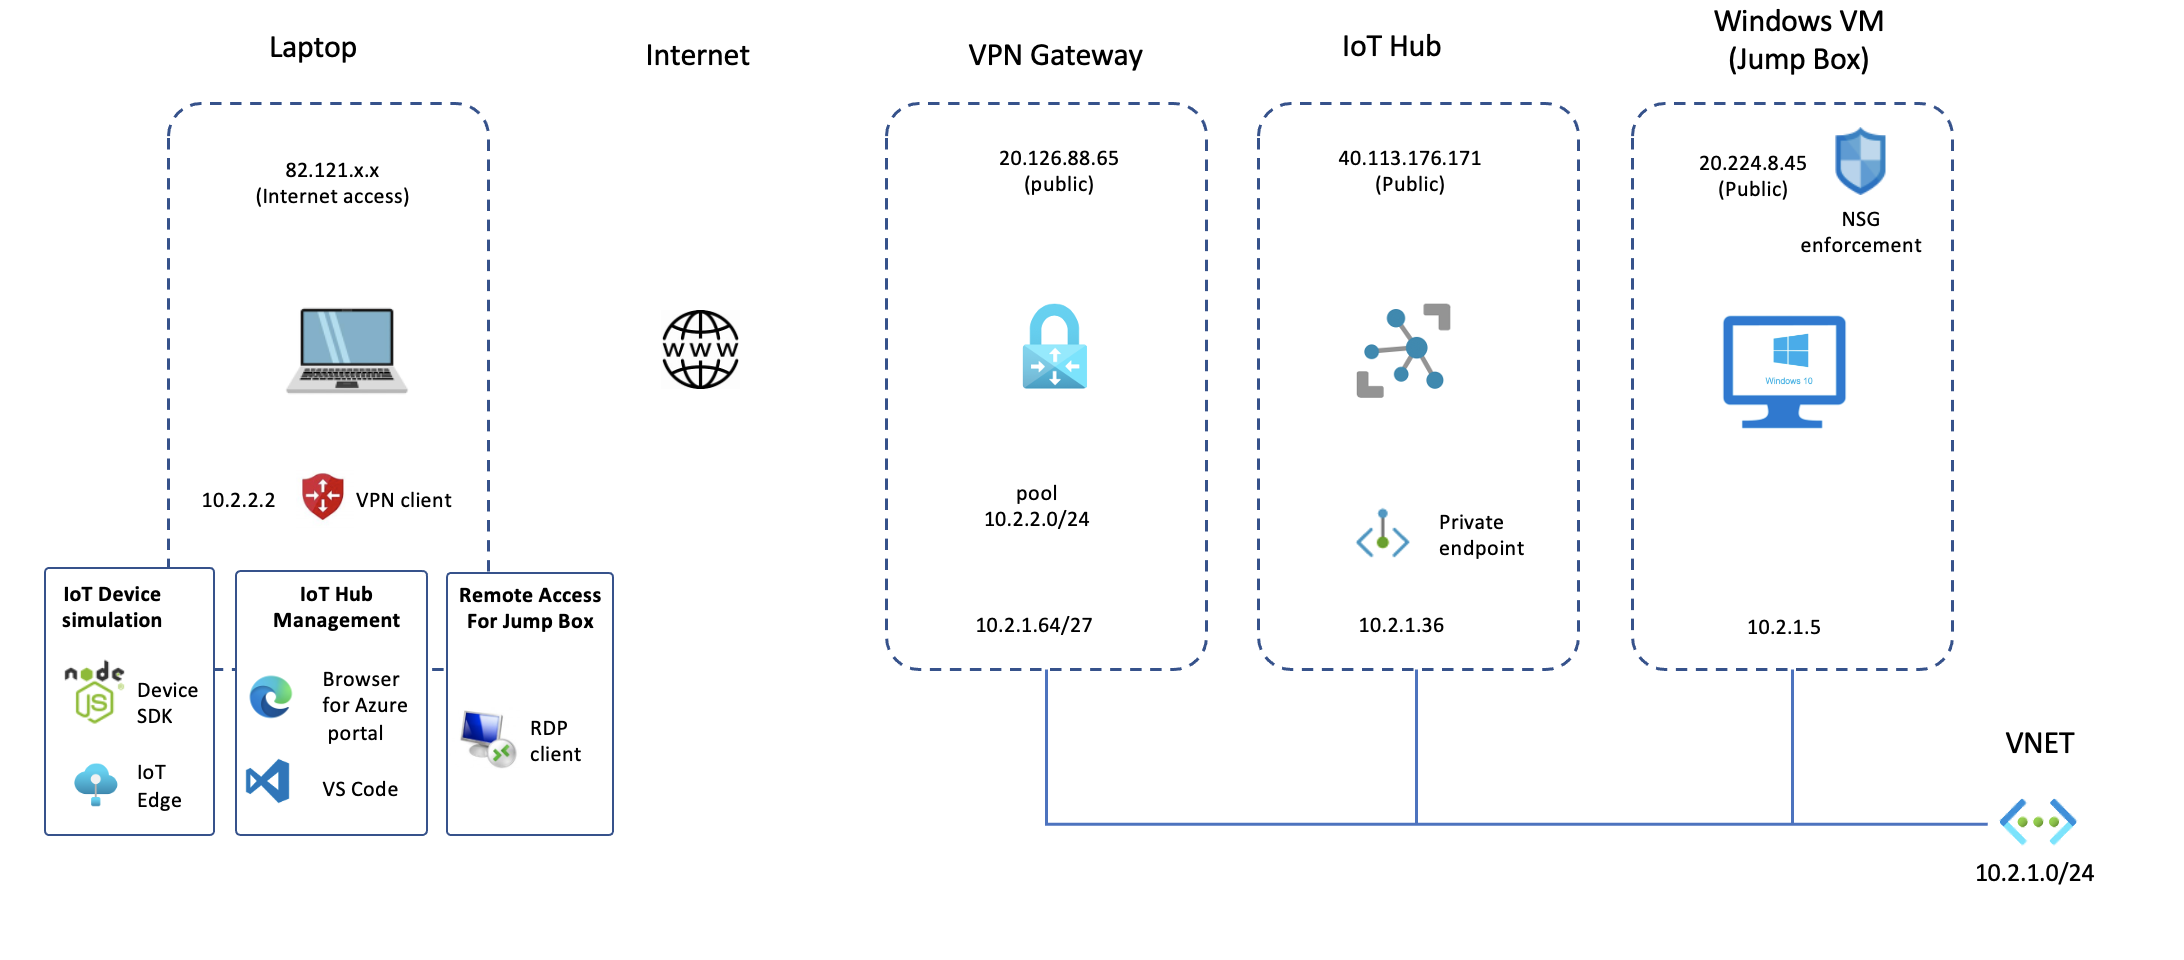 Laptop
Internet
VPN Gateway
IoT Hub
Windows VM
(Jump Box)
82.121.x.x
(Internet access)
20.126.88.65
(public)
40.113.176.171
(Public)
20.224.8.45
(Public)
NSG
enforcement
WWW
Windows 10
10.2.2.2
VPN client
pool
10.2.2.0/24
Private
endpoint
10.2.1.64/27
10.2.1.36
10.2.1.5
IoT Device
simulation
node
JS
Device
SDK
IoT
Edge
IoT Hub
Management
Browser
for Azure
portal
VS Code
Remote Access
For Jump Box
RDP
client
VNET
10.2.1.0/24